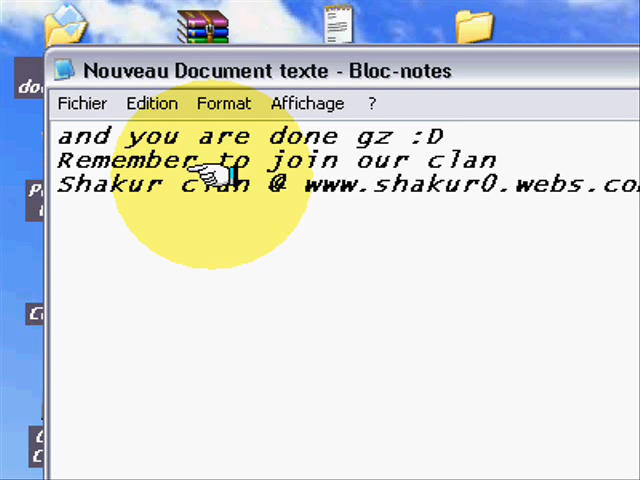 Nouveau Document texte - Bloc-notes
Fichier Edition Format Affichage ?
and you are done gz :D
Remember to join our clan
Shakur clan @ www.shakur0.webs.co